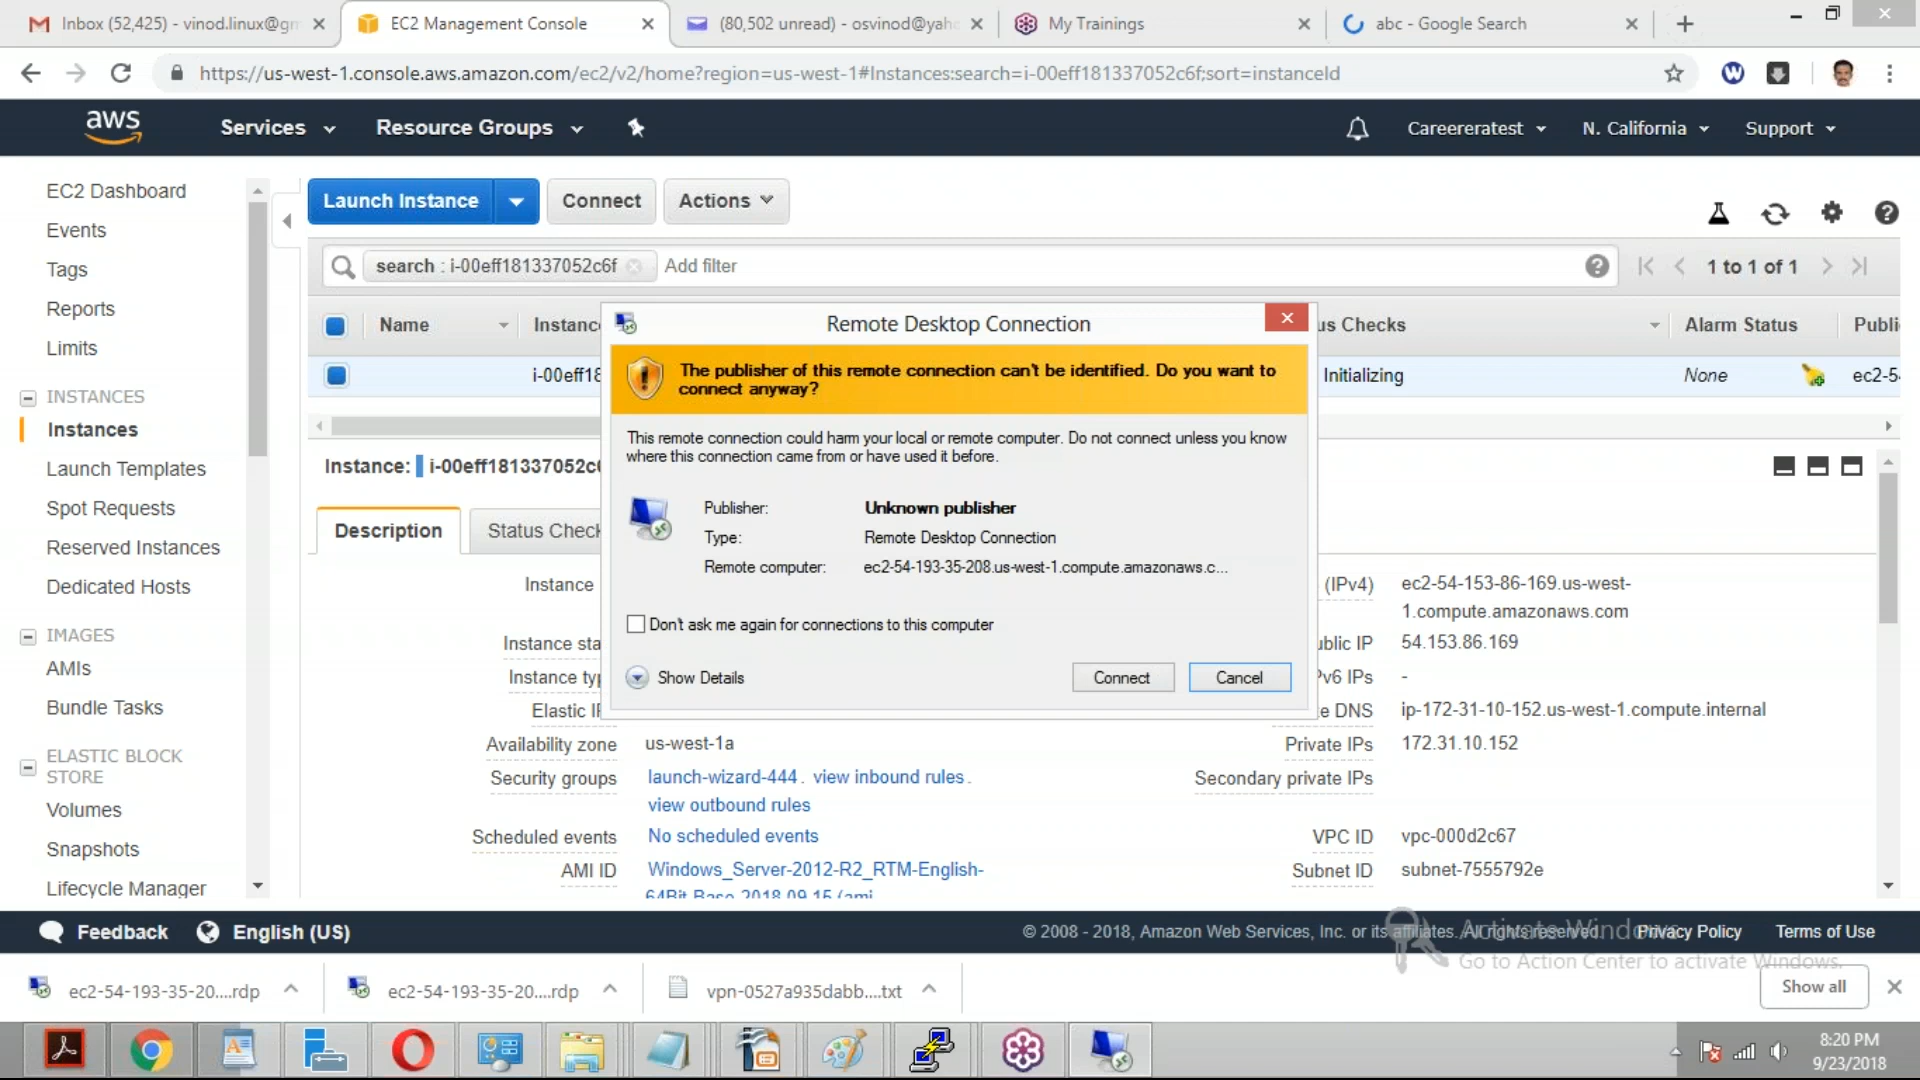 Inbox (52,425) - vinod.linux@gm
EC2 Management Console
(80,502 unread) - osvinod@yaho
My Trainings
abc - Google Search
https://us-west-1.console.aws.amazon.com/ec2/v2/home?region=us-west-1#Instances:search=i-00eff181337052c6f;sort=instanceId
aws
Services
Resource Groups
Careereratest
N. California
Support
EC2 Dashboard
Events
Tags
Reports
Limits
INSTANCES
Instances
Launch Templates
Spot Requests
Reserved Instances
Dedicated Hosts
IMAGES
AMIs
Bundle Tasks
ELASTIC BLOCK
STORE
Volumes
Snapshots
Lifecycle Manager
Launch Instance
Connect
Actions
search : i-00eff181337052c6f
Add filter
1 to 1 of 1
Name
Instanc
us Checks
Alarm Status
Publi
i-00eff18
Initializing
None
ec2-5
Instance: i-00eff181337052c6
Description
Status Check
Remote Desktop Connection
The publisher of this remote connection can't be identified. Do you want to
connect anyway?
This remote connection could harm your local or remote computer. Do not connect unless you know
where this connection came from or have used it before.
Publisher: Unknown publisher
Type: Remote Desktop Connection
Remote computer: ec2-54-193-35-208.us-west-1.compute.amazonaws.c...
Don't ask me again for connections to this computer
Show Details
Connect
Cancel
Instance
Instance sta
Instance typ
Elastic I
Availability zone us-west-1a
Security groups launch-wizard-444. view inbound rules.
view outbound rules
Scheduled events No scheduled events
AMI ID Windows_Server-2012-R2_RTM-English-
64Bit-Base-2018.09.15 (ami
(IPv4) ec2-54-153-86-169.us-west-
1.compute.amazonaws.com
ublic IP 54.153.86.169
Pv6 IPs -
e DNS ip-172-31-10-152.us-west-1.compute.internal
Private IPs 172.31.10.152
Secondary private IPs
VPC ID vpc-000d2c67
Subnet ID subnet-7555792e
Feedback
English (US)
© 2008 - 2018, Amazon Web Services, Inc. or its affiliates. All rights reserved.
Privacy Policy
Terms of Use
Activate Windows
Go to Action Center to activate Windows.
ec2-54-193-35-20....rdp
ec2-54-193-35-20....rdp
vpn-0527a935dabb....txt
Show all
8:20 PM
9/23/2018